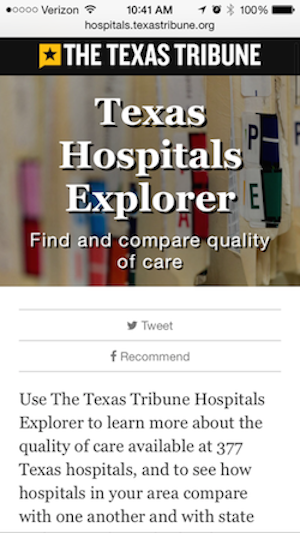 Verizon 10:41 AM 100%
hospitals.texastribune.org
THE TEXAS TRIBUNE
Texas
Hospitals
Explorer
Find and compare quality
of care
Tweet
Recommend
Use The Texas Tribune Hospitals
Explorer to learn more about the
quality of care available at 377
Texas hospitals, and to see how
hospitals in your area compare
with one another and with state